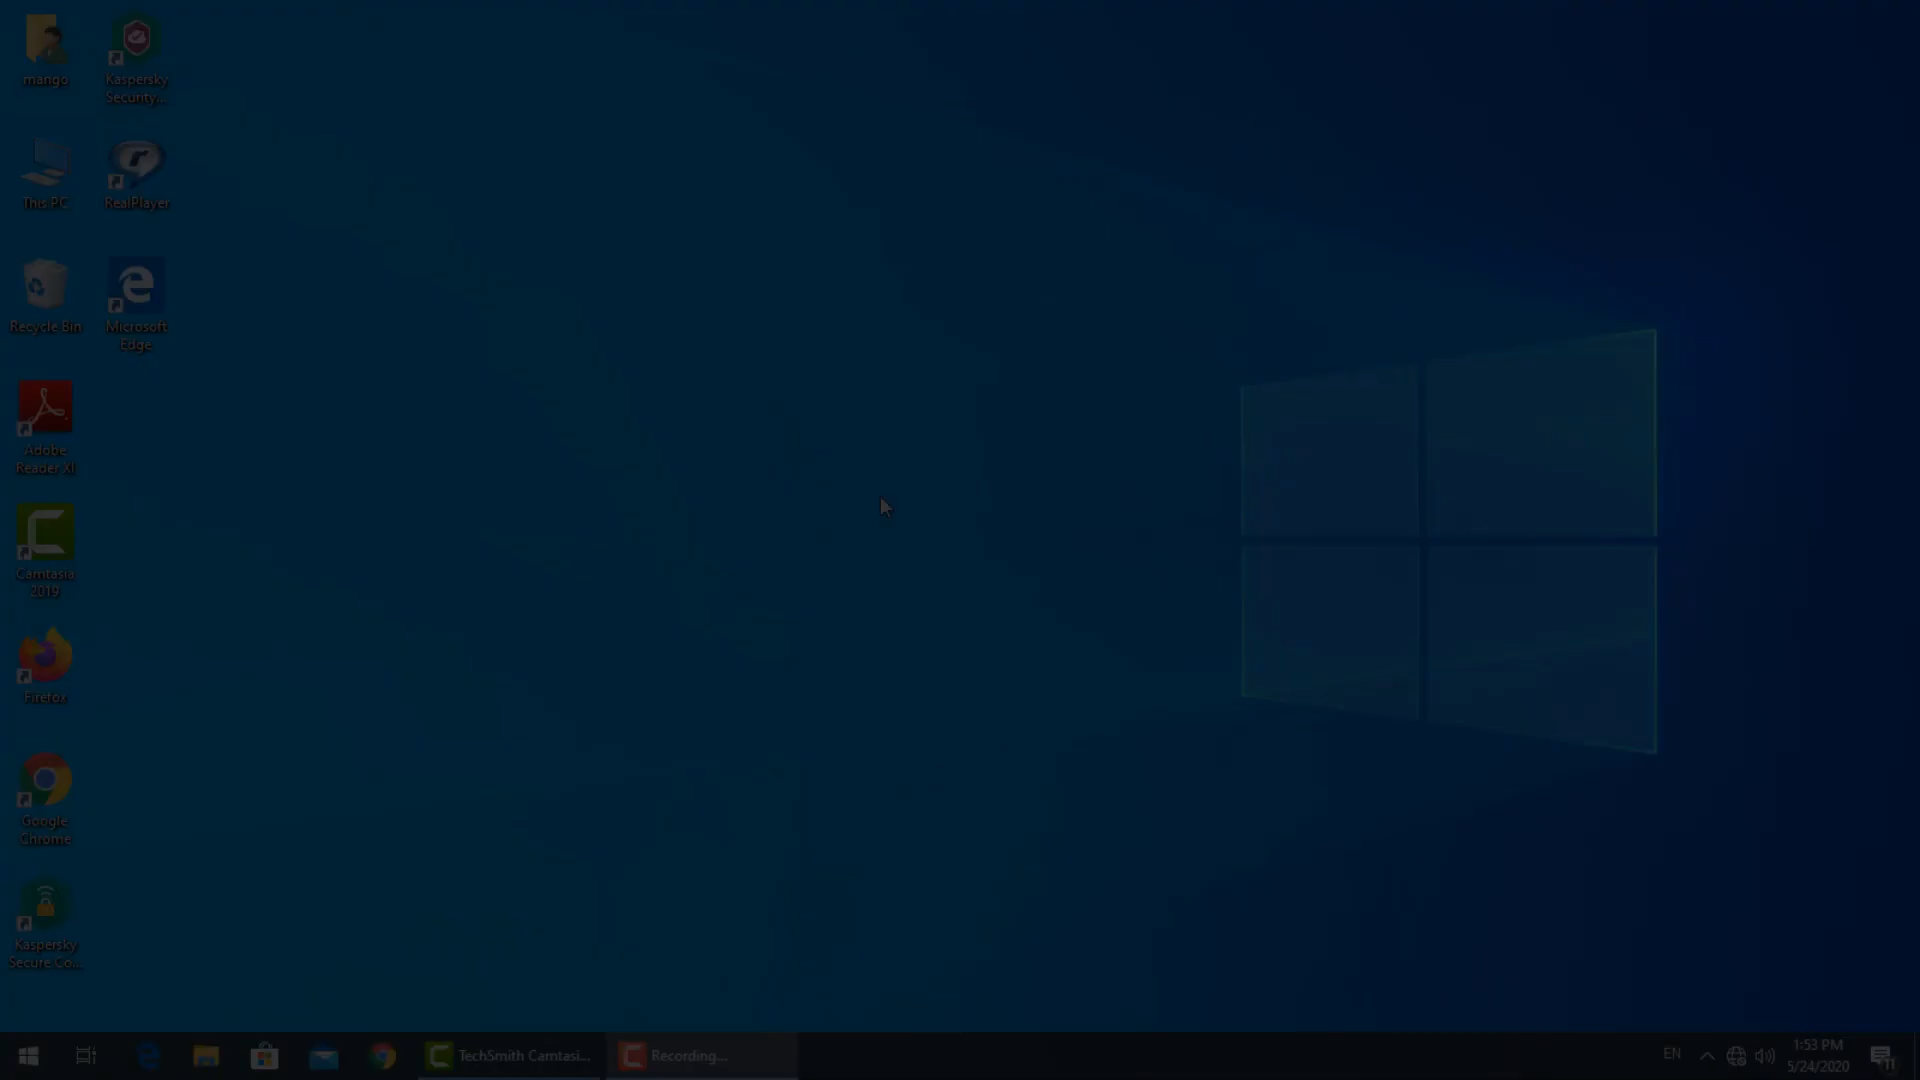 mango
Kaspersky
Security...
This PC
RealPlayer
Recycle Bin
Microsoft
Edge
Adobe
Reader XI
Camtasia
2019
Firefox
Google
Chrome
Kaspersky
Secure Co...
TechSmith Camtasi...
Recording...
EN
1:53 PM
5/24/2020
11